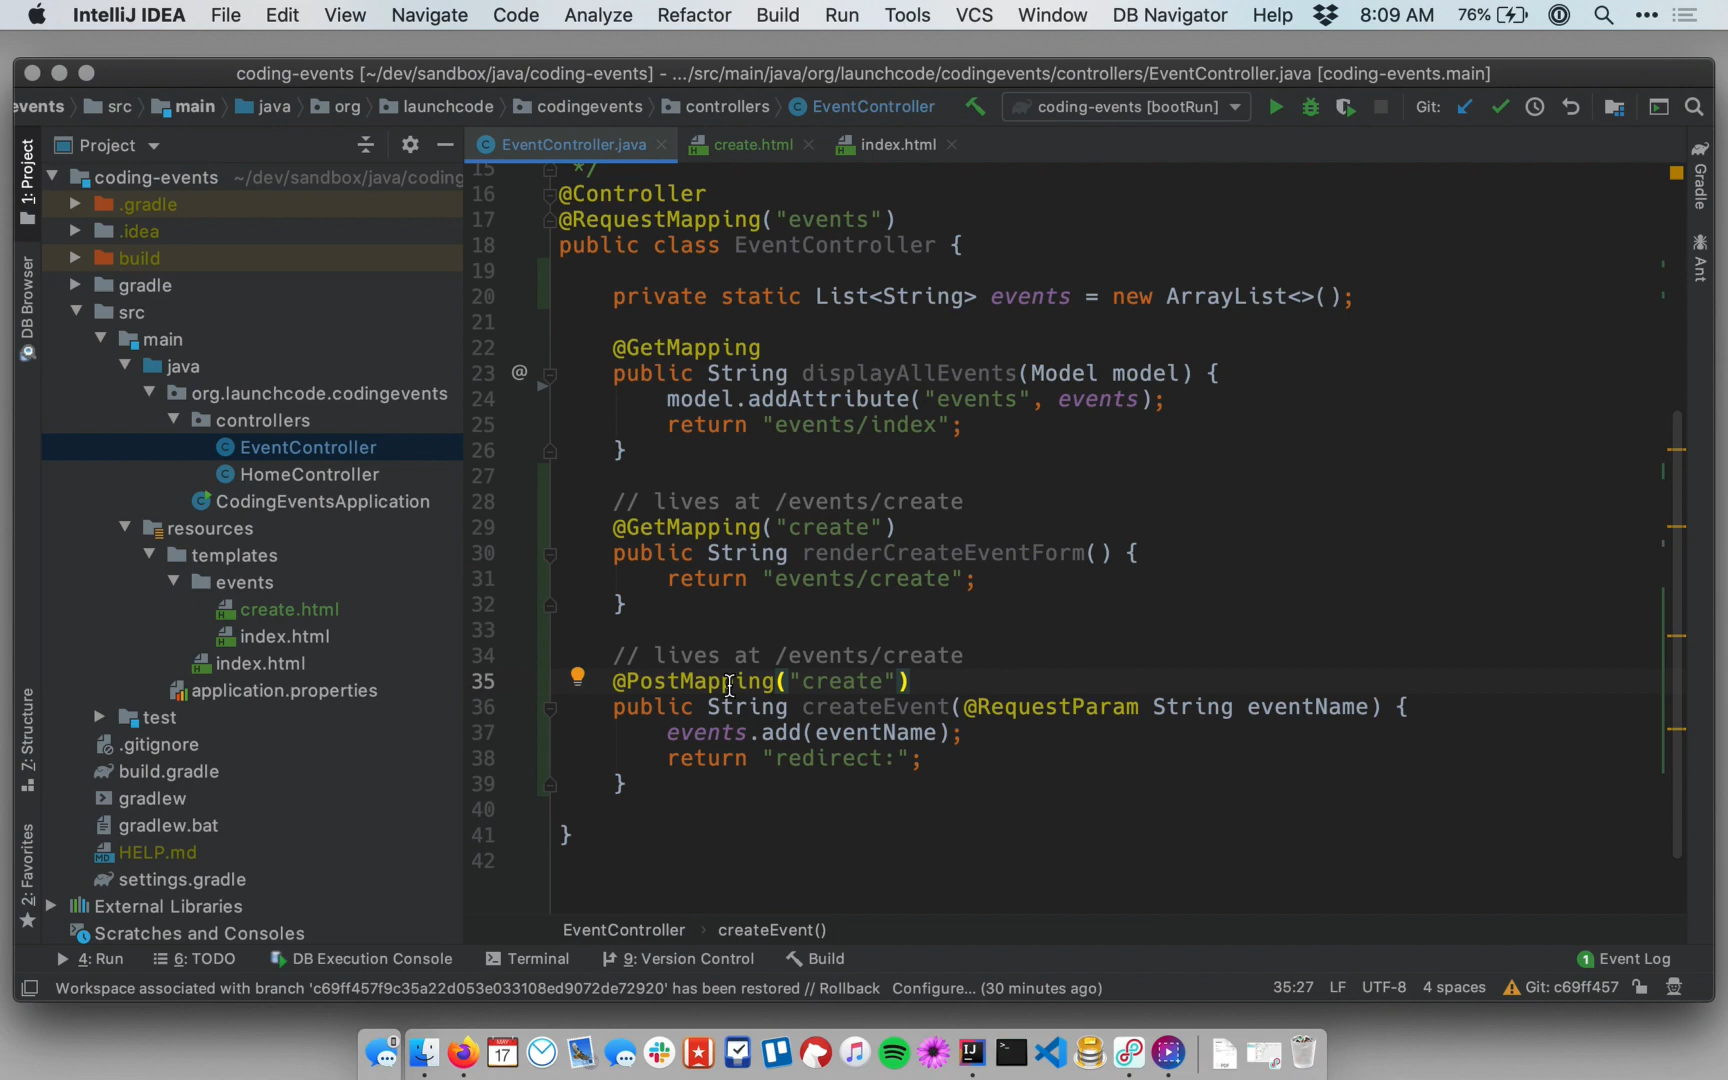 IntelliJ IDEA File Edit View Navigate Code Analyze Refactor Build Run Tools VCS Window DB Navigator Help 8:09 AM 76%
coding-events [~/dev/sandbox/java/coding-events] - .../src/main/java/org/launchcode/codingevents/controllers/EventController.java [coding-events.main]
events src main java org launchcode codingevents controllers EventController coding-events [bootRun] Git:
Project
EventController.java create.html index.html
1: Project
DB Browser
7: Structure
2: Favorites
coding-events ~/dev/sandbox/java/coding
.gradle
.idea
build
gradle
src
main
java
org.launchcode.codingevents
controllers
EventController
HomeController
CodingEventsApplication
resources
templates
events
create.html
index.html
index.html
application.properties
test
.gitignore
build.gradle
gradlew
gradlew.bat
HELP.md
settings.gradle
External Libraries
Scratches and Consoles
15 */
16 @Controller
17 @RequestMapping("events")
18 public class EventController {
19
20 private static List<String> events = new ArrayList<>();
21
22 @GetMapping
23 @ public String displayAllEvents(Model model) {
24 model.addAttribute("events", events);
25 return "events/index";
26 }
27
28 // lives at /events/create
29 @GetMapping("create")
30 public String renderCreateEventForm() {
31 return "events/create";
32 }
33
34 // lives at /events/create
35 @PostMapping("create")
36 public String createEvent(@RequestParam String eventName) {
37 events.add(eventName);
38 return "redirect:";
39 }
40
41 }
42
EventController › createEvent()
Gradle
Ant
4: Run 6: TODO DB Execution Console Terminal 9: Version Control Build 1 Event Log
Workspace associated with branch 'c69ff457f9c35a22d053e033108ed9072de72920' has been restored // Rollback Configure... (30 minutes ago) 35:27 LF UTF-8 4 spaces Git: c69ff457
MAY
17
IJ
PDF